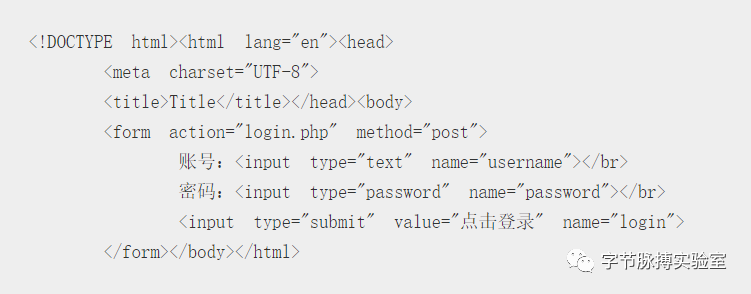 <!DOCTYPE html><html lang="en"><head>
<meta charset="UTF-8">
<title>Title</title></head><body>
<form action="login.php" method="post">
账号：<input type="text" name="username"></br>
密码：<input type="password" name="password"></br>
<input type="submit" value="点击登录" name="login">
</form></body></html>
字节脉搏实验室